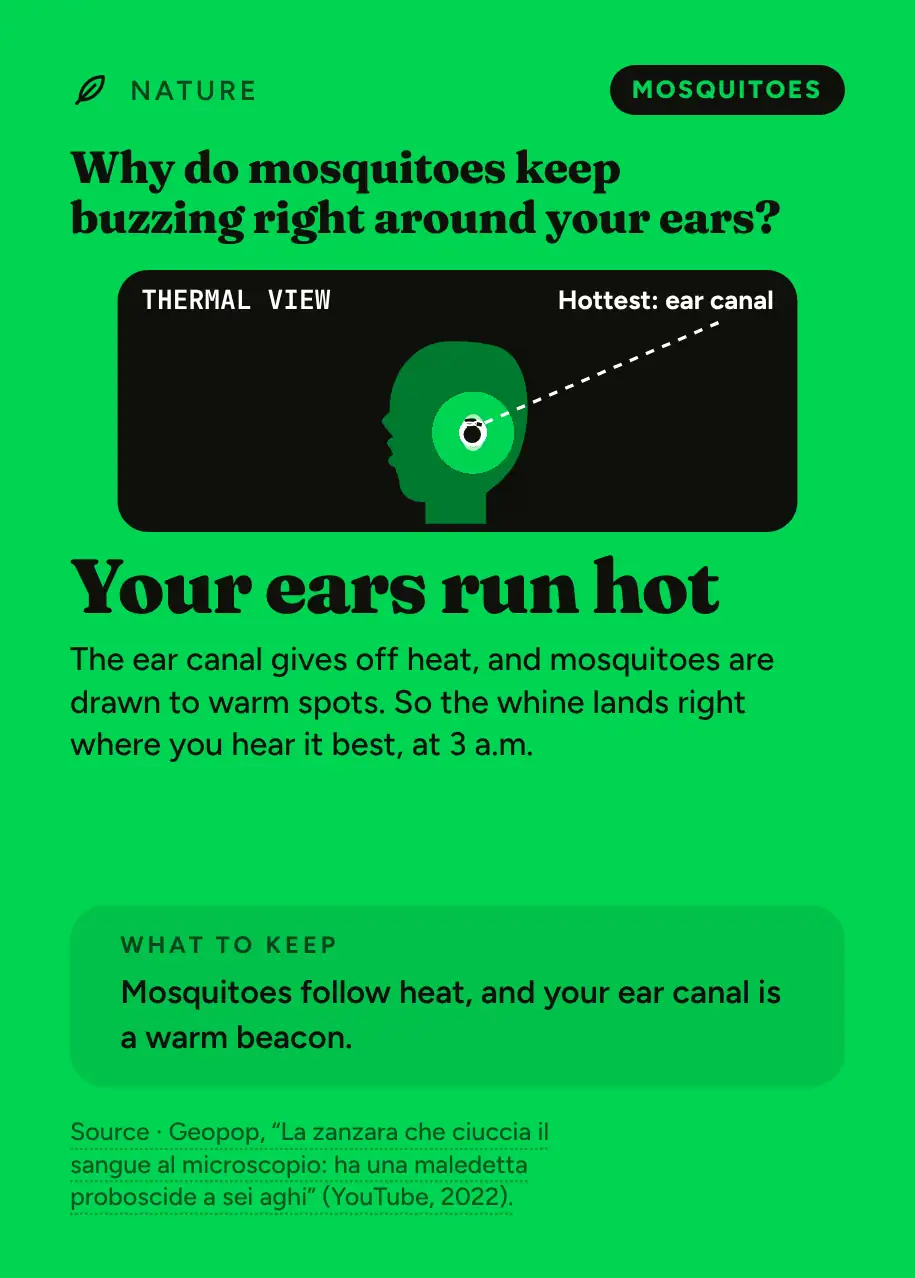 NATURE
MOSQUITOES
Why do mosquitoes keep
buzzing right around your ears?
THERMAL VIEW
Hottest: ear canal
Your ears run hot
The ear canal gives off heat, and mosquitoes are
drawn to warm spots. So the whine lands right
where you hear it best, at 3 a.m.
WHAT TO KEEP
Mosquitoes follow heat, and your ear canal is
a warm beacon.
Source · Geopop, “La zanzara che ciuccia il
sangue al microscopio: ha una maledetta
proboscide a sei aghi” (YouTube, 2022).